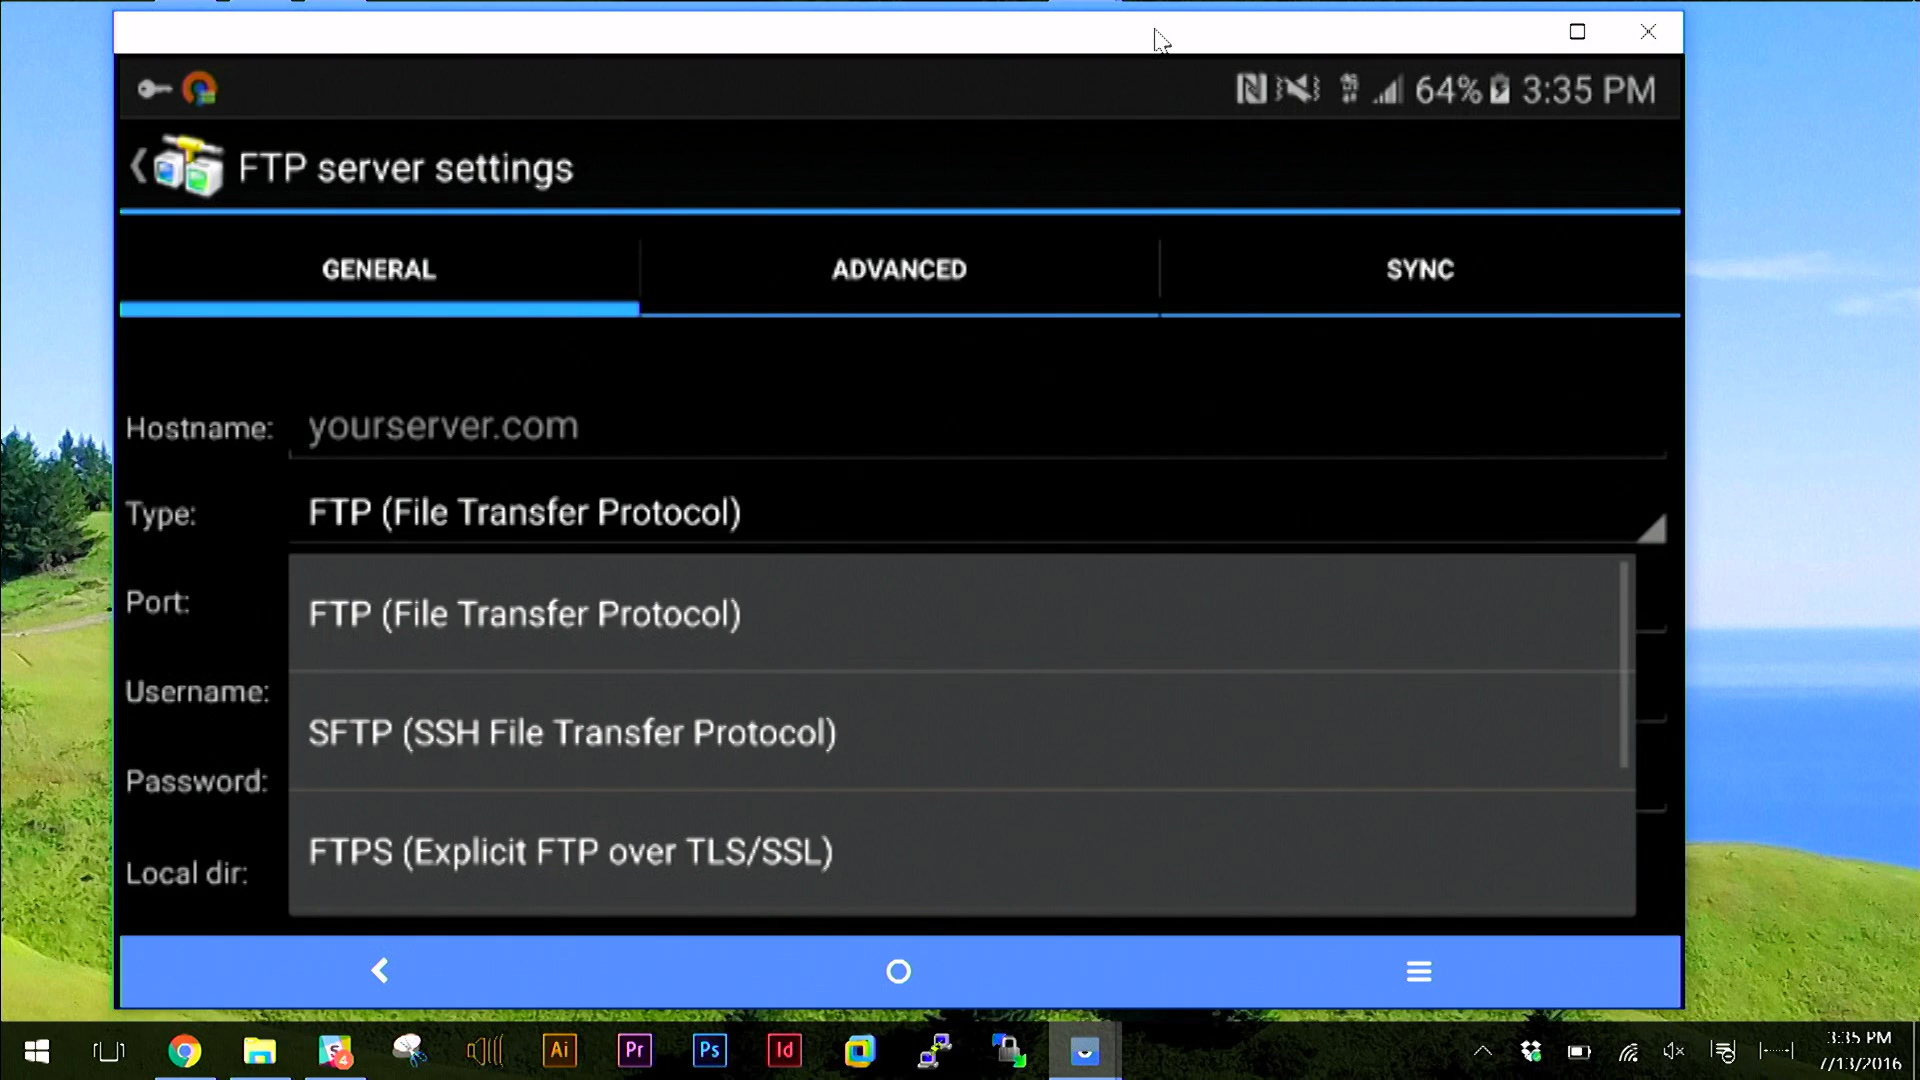 64% 3:35 PM
FTP server settings
GENERAL ADVANCED SYNC
Hostname: yourserver.com
Type: FTP (File Transfer Protocol)
Port:
FTP (File Transfer Protocol)
Username:
SFTP (SSH File Transfer Protocol)
Password:
FTPS (Explicit FTP over TLS/SSL)
Local dir:
Ai Pr Ps Id
4
3:35 PM
7/13/2016